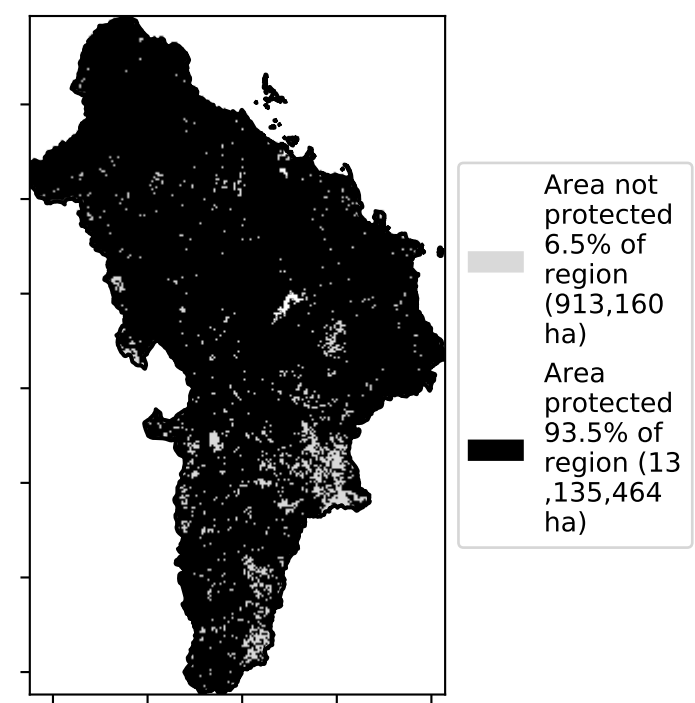 Area not
protected
6.5% of
region
(913,160
ha)
Area
protected
93.5% of
region (13
,135,464
ha)